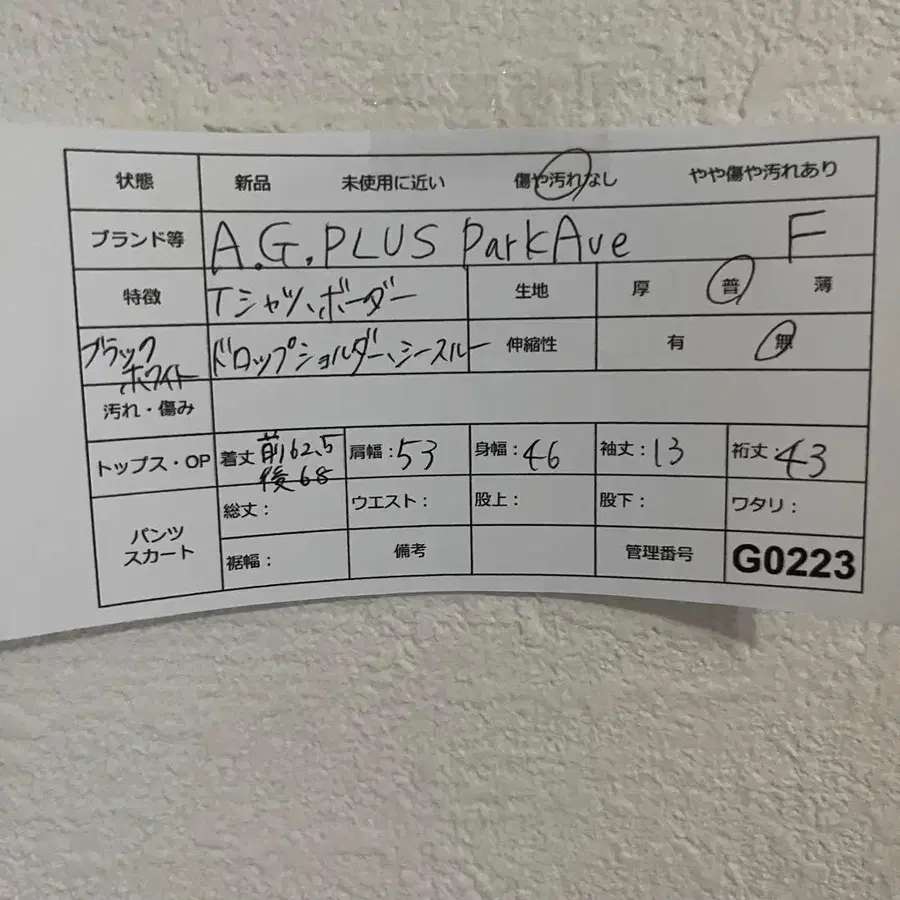 状態 新品 未使用に近い 傷や汚れなし やや傷や汚れあり
ブランド等 A.G.PLUS ParkAve F
特徴 Tシャツ、ボーダー 生地 厚 普 薄
ブラック ドロップショルダー、シースルー 伸縮性 有 無
ホワイト
汚れ・傷み
トップス・OP 着丈 前62.5 肩幅:53 身幅:46 袖丈:13 裄丈:43
後68
パンツ 総丈: ウエスト: 股上: 股下: ワタリ:
スカート 裾幅: 備考 管理番号 G0223